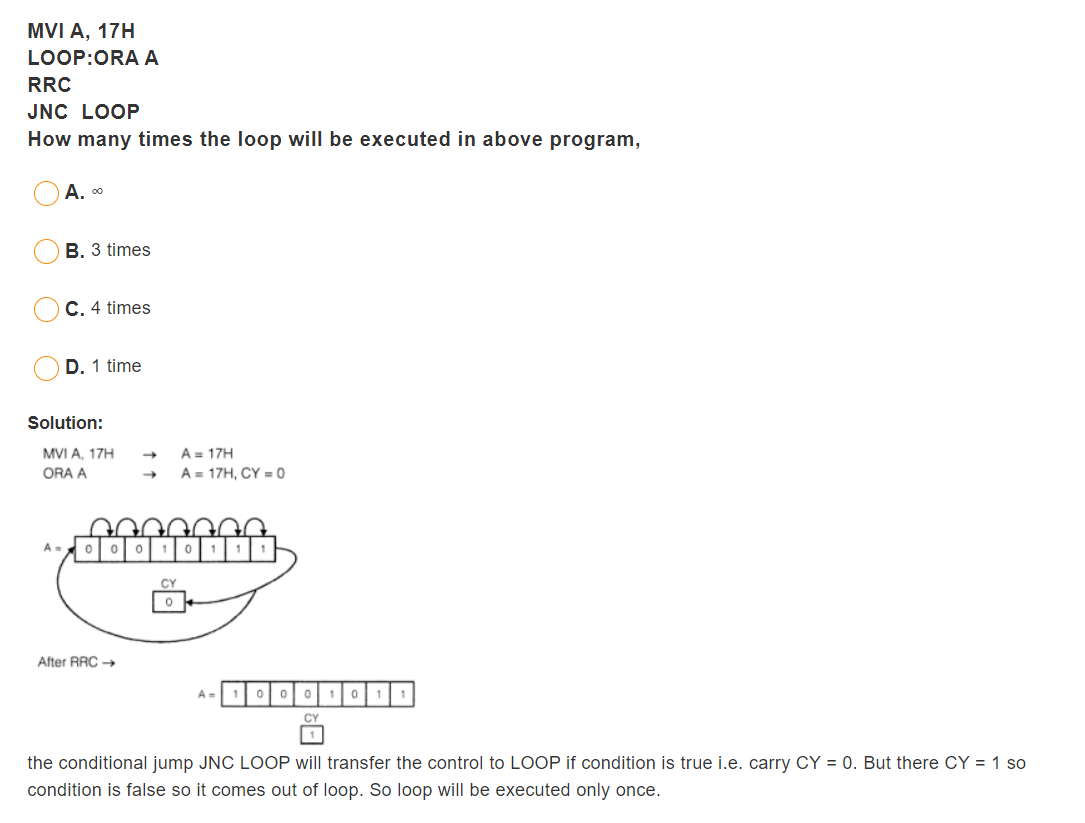 MVI A, 17H
LOOP:ORA A
RRC
JNC LOOP
How many times the loop will be executed in above program,
A. ∞
B. 3 times
C. 4 times
D. 1 time
Solution:
MVI A, 17H → A = 17H
ORA A → A = 17H, CY = 0
A = 0 0 0 1 0 1 1 1
CY
0
After RRC →
A = 1 0 0 0 1 0 1 1
CY
1
the conditional jump JNC LOOP will transfer the control to LOOP if condition is true i.e. carry CY = 0. But there CY = 1 so
condition is false so it comes out of loop. So loop will be executed only once.